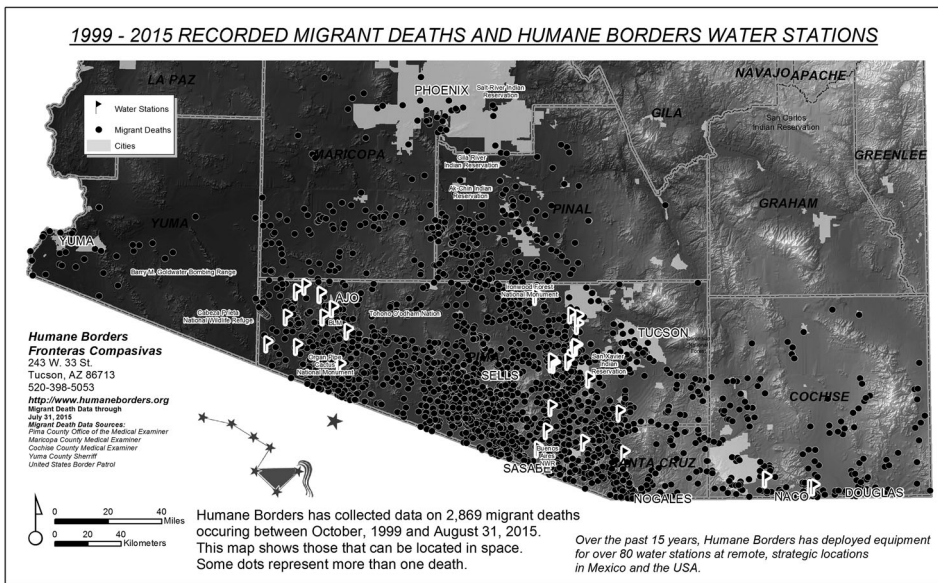 1999 - 2015 RECORDED MIGRANT DEATHS AND HUMANE BORDERS WATER STATIONS
LA PAZ
PHOENIX
Salt River Indian
Reservation
NAVAJO
APACHE
Water Stations
Migrant Deaths
Cities
GILA
San Carlos
Indian Reservation
MARICOPA
Gila River
Indian Reservation
GREENLEE
Ak-Chin Indian
Reservation
YUMA
PINAL
GRAHAM
YUMA
Barry M. Goldwater Bombing Range
Ironwood Forest
National Monument
AJO
Cabeza Prieta
National Wildlife Refuge
BLM
Tohono O'odham Nation
TUCSON
Organ Pipe
Cactus
National Monument
San Xavier
Indian
Reservation
SELLS
COCHISE
Buenos
Aires
NWR
SASABE
SANTA CRUZ
NOGALES
NACO
DOUGLAS
Humane Borders
Fronteras Compasivas
243 W. 33 St.
Tucson, AZ 86713
520-398-5053
http://www.humaneborders.org
Migrant Death Data through
July 31, 2015
Migrant Death Data Sources:
Pima County Office of the Medical Examiner
Maricopa County Medical Examiner
Cochise County Medical Examiner
Yuma County Sherriff
United States Border Patrol
40 20 0 40
Miles
40 20 0 40
Kilometers
Humane Borders has collected data on 2,869 migrant deaths
occuring between October, 1999 and August 31, 2015.
This map shows those that can be located in space.
Some dots represent more than one death.
Over the past 15 years, Humane Borders has deployed equipment
for over 80 water stations at remote, strategic locations
in Mexico and the USA.